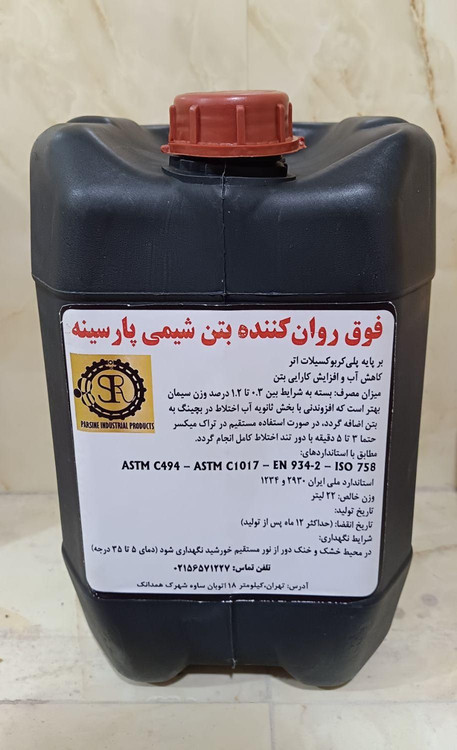 فوق روان‌کننده بتن شیمی پارسینه
بر پایه پلی‌کربوکسیلات اتر
کاهش آب و افزایش کارایی بتن
میزان مصرف: بسته به شرایط بین ۰.۳ تا ۱.۲ درصد وزن سیمان
بهتر است که افزودنی با بخش ثانویه آب اختلاط در بچینگ به
بتن اضافه گردد، در صورت استفاده مستقیم در تراک میکسر
حتما ۳ تا ۵ دقیقه با دور تند اختلاط کامل انجام گردد.
مطابق با استانداردهای:
ASTM C494 – ASTM C1017 – EN 934-2 – ISO 758
استاندارد ملی ایران ۲۹۳۰ و ۱۲۳۴
وزن خالص: ۲۲ لیتر
تاریخ تولید:
تاریخ انقضا: (حداکثر ۱۲ ماه پس از تولید)
شرایط نگهداری:
در محیط خشک و خنک دور از نور مستقیم خورشید نگهداری شود (دمای ۵ تا ۳۵ درجه)
تلفن تماس: ۰۲۱۵۶۵۷۱۲۲۷
آدرس: تهران،کیلومتر ۱۸ اتوبان ساوه شهرک همدانک
PARSINE INDUSTRIAL PRODUCTS